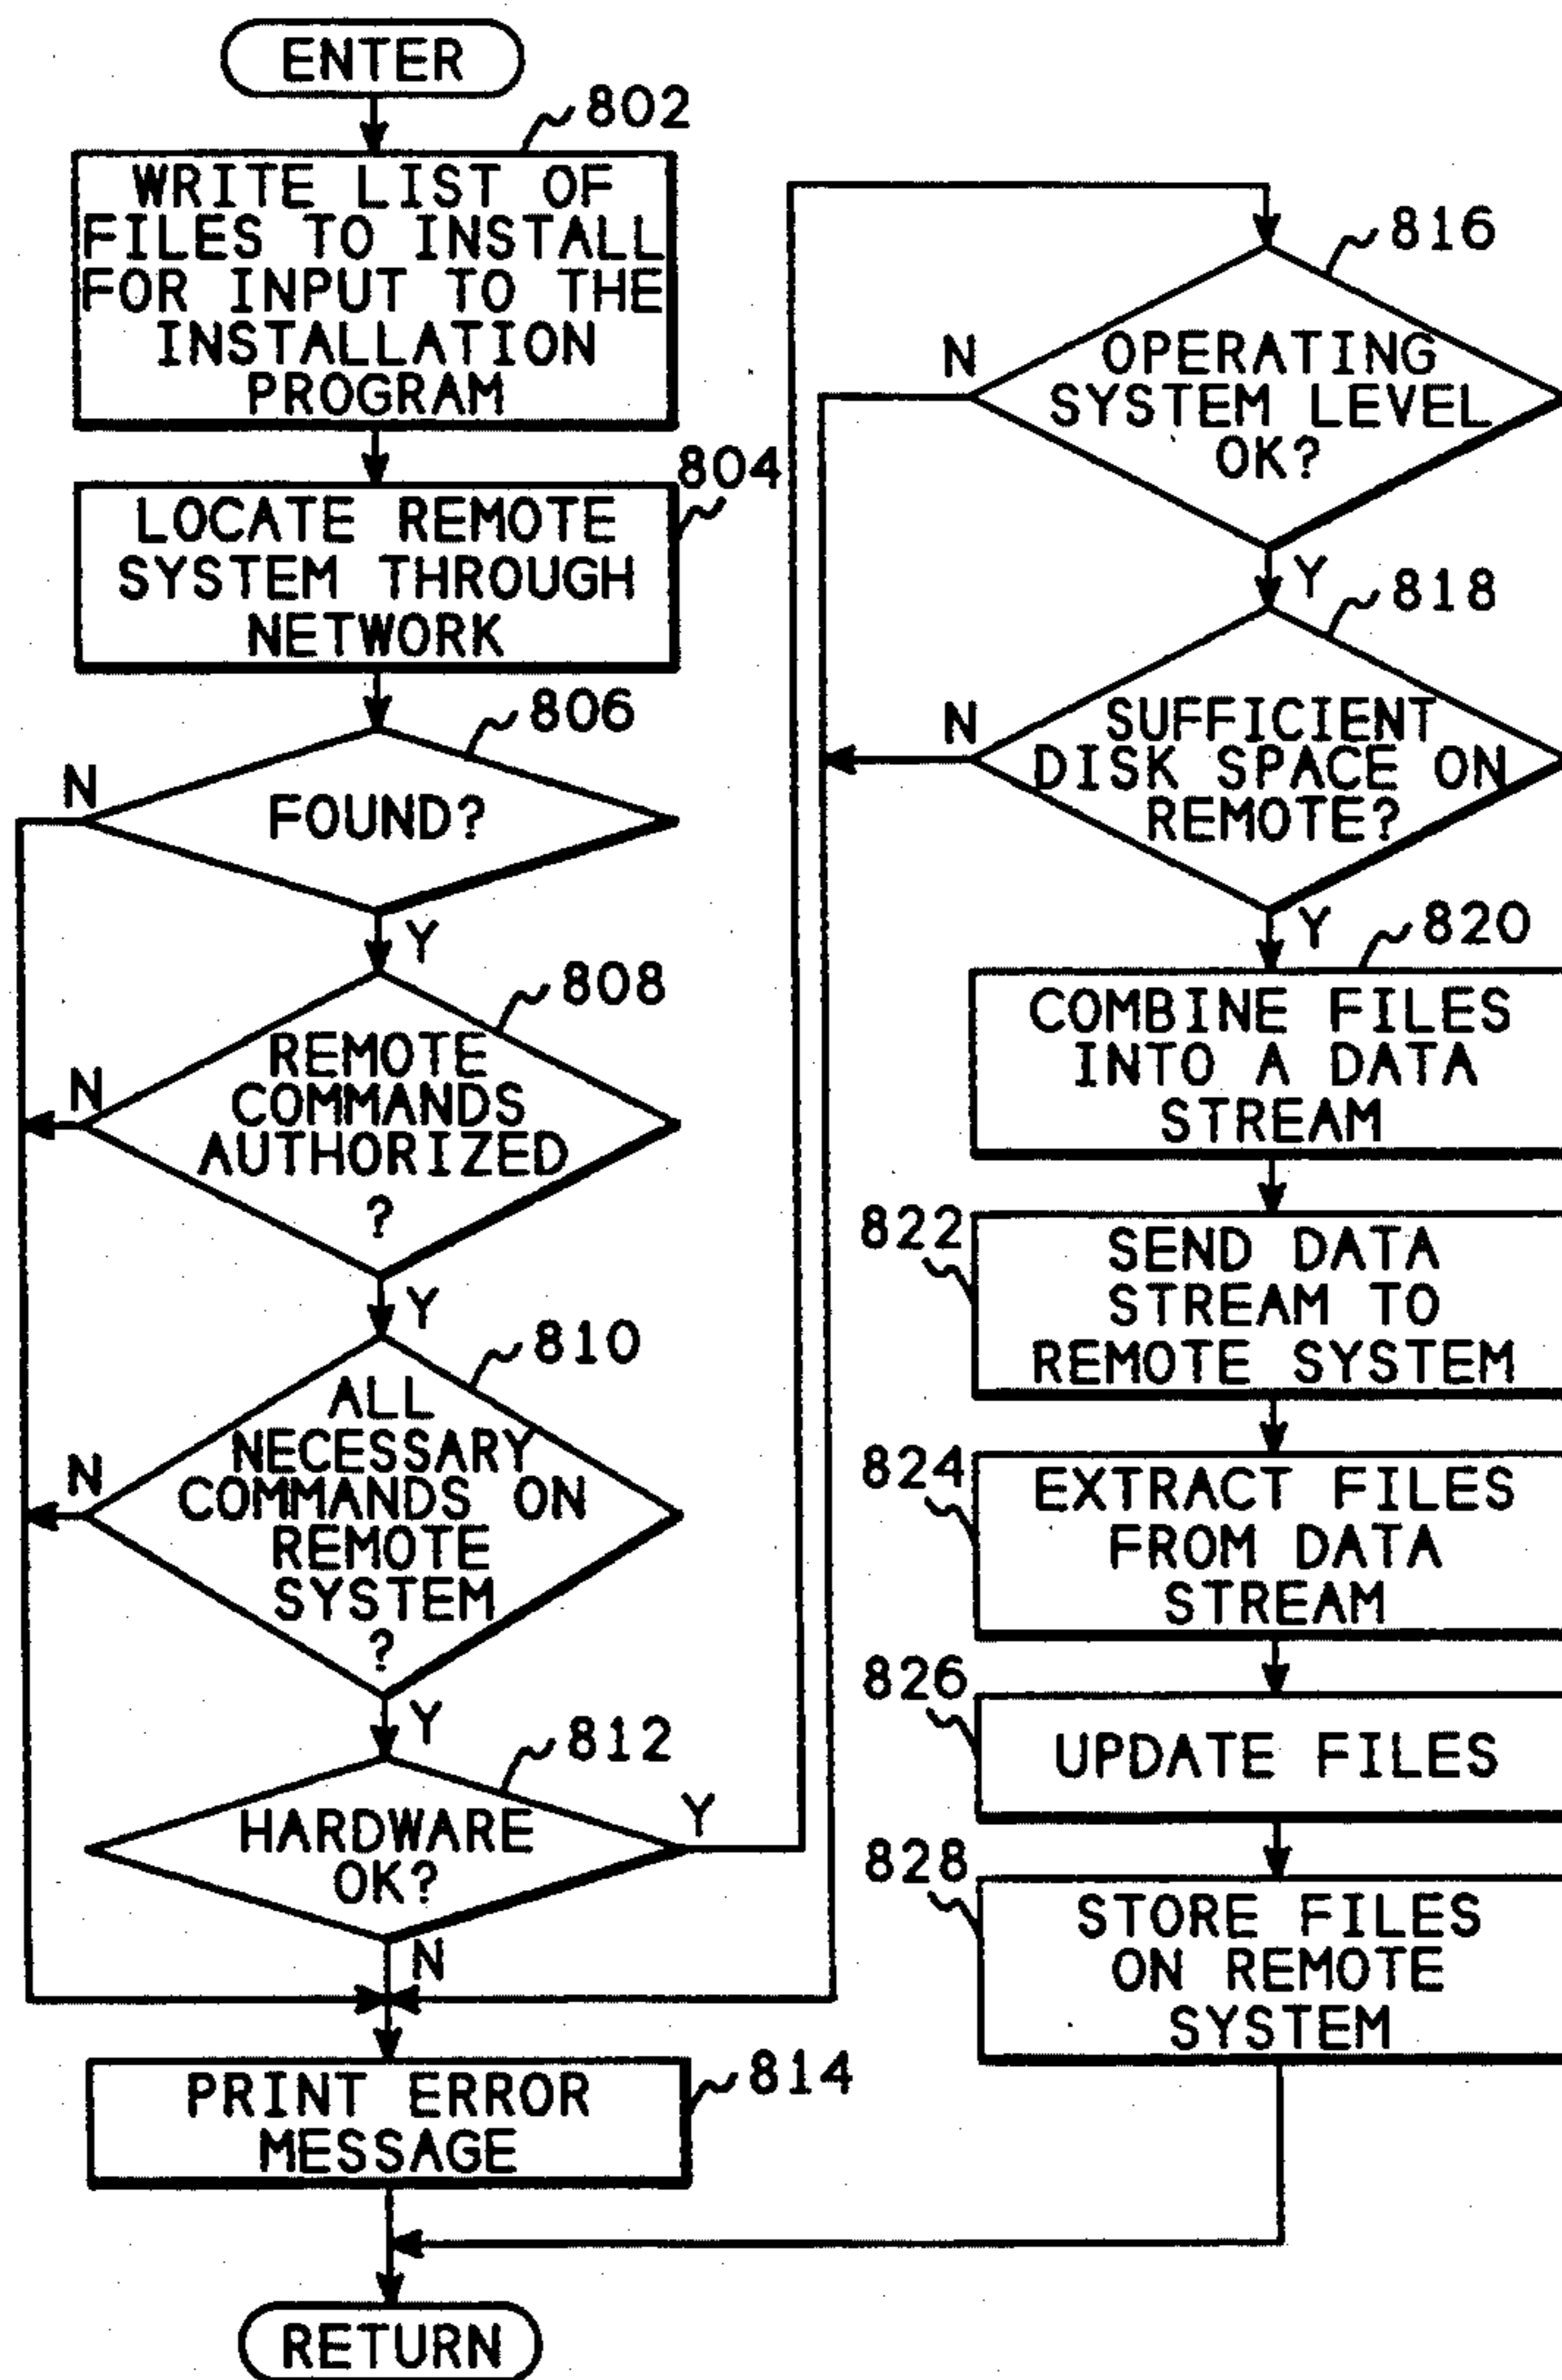 ENTER
802
WRITE LIST OF
FILES TO INSTALL
FOR INPUT TO THE
INSTALLATION
PROGRAM
804
LOCATE REMOTE
SYSTEM THROUGH
NETWORK
806
N
FOUND?
Y
808
N
REMOTE
COMMANDS
AUTHORIZED
?
Y
810
N
ALL
NECESSARY
COMMANDS ON
REMOTE
SYSTEM
?
Y
812
HARDWARE
OK?
Y
N
814
PRINT ERROR
MESSAGE
RETURN
816
N
OPERATING
SYSTEM LEVEL
OK?
Y
818
N
SUFFICIENT
DISK SPACE ON
REMOTE?
Y
820
COMBINE FILES
INTO A DATA
STREAM
822
SEND DATA
STREAM TO
REMOTE SYSTEM
824
EXTRACT FILES
FROM DATA
STREAM
826
UPDATE FILES
828
STORE FILES
ON REMOTE
SYSTEM